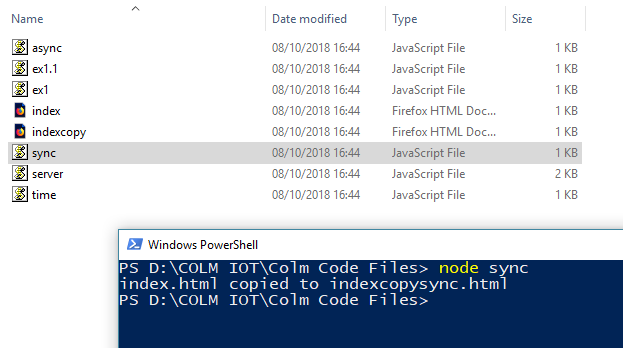 Name Date modified Type Size
async 08/10/2018 16:44 JavaScript File 1 KB
ex1.1 08/10/2018 16:44 JavaScript File 1 KB
ex1 08/10/2018 16:44 JavaScript File 1 KB
index 08/10/2018 16:44 Firefox HTML Doc... 1 KB
indexcopy 08/10/2018 16:44 Firefox HTML Doc... 1 KB
sync 08/10/2018 16:44 JavaScript File 1 KB
server 08/10/2018 16:44 JavaScript File 2 KB
time 08/10/2018 16:44 JavaScript File 1 KB
Windows PowerShell
PS D:\COLM IOT\Colm Code Files> node sync
index.html copied to indexcopysync.html
PS D:\COLM IOT\Colm Code Files>